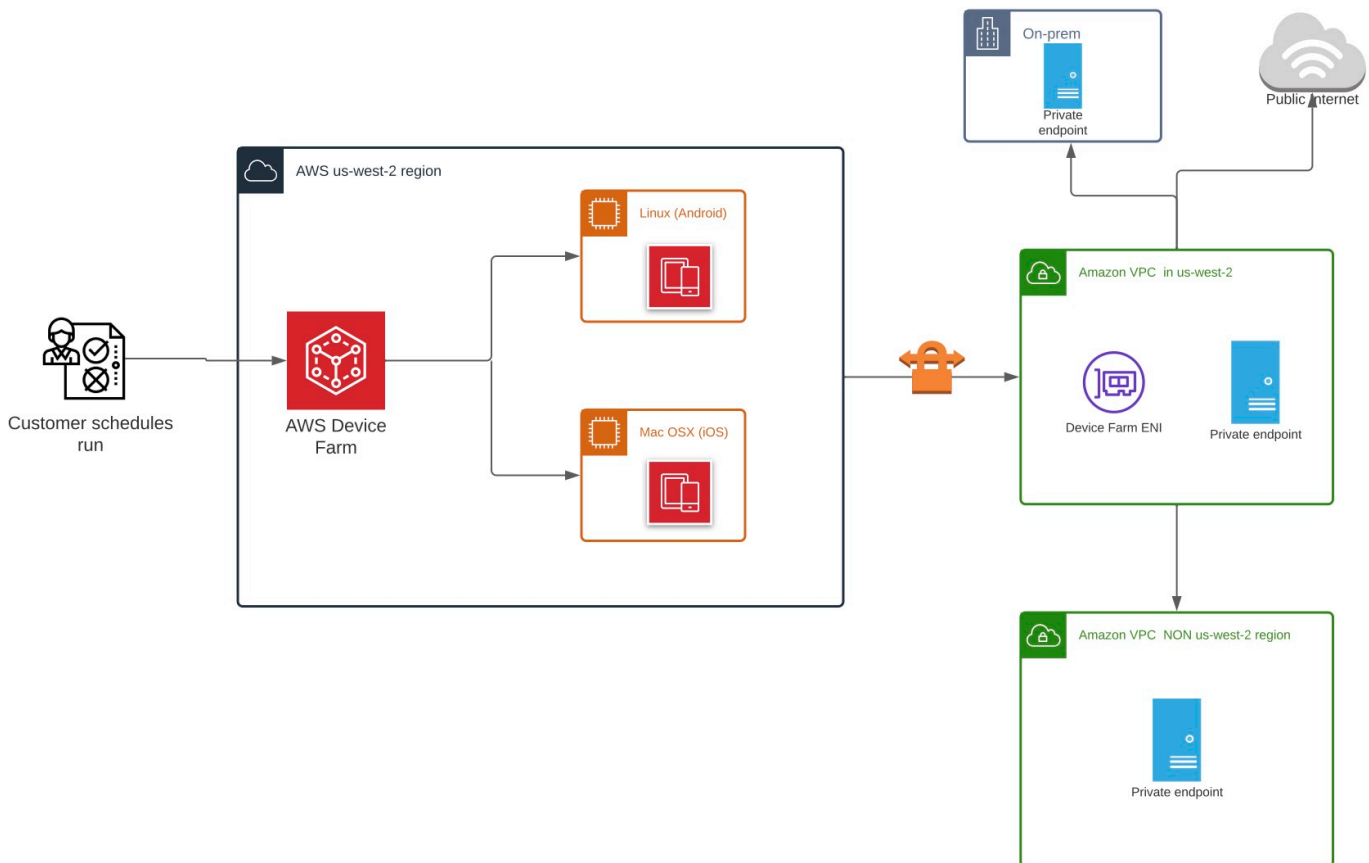 On-prem
Private
endpoint
Public Internet
AWS us-west-2 region
Linux (Android)
Amazon VPC in us-west-2
Customer schedules
run
AWS Device
Farm
Mac OSX (iOS)
Device Farm ENI
Private endpoint
Amazon VPC NON us-west-2 region
Private endpoint